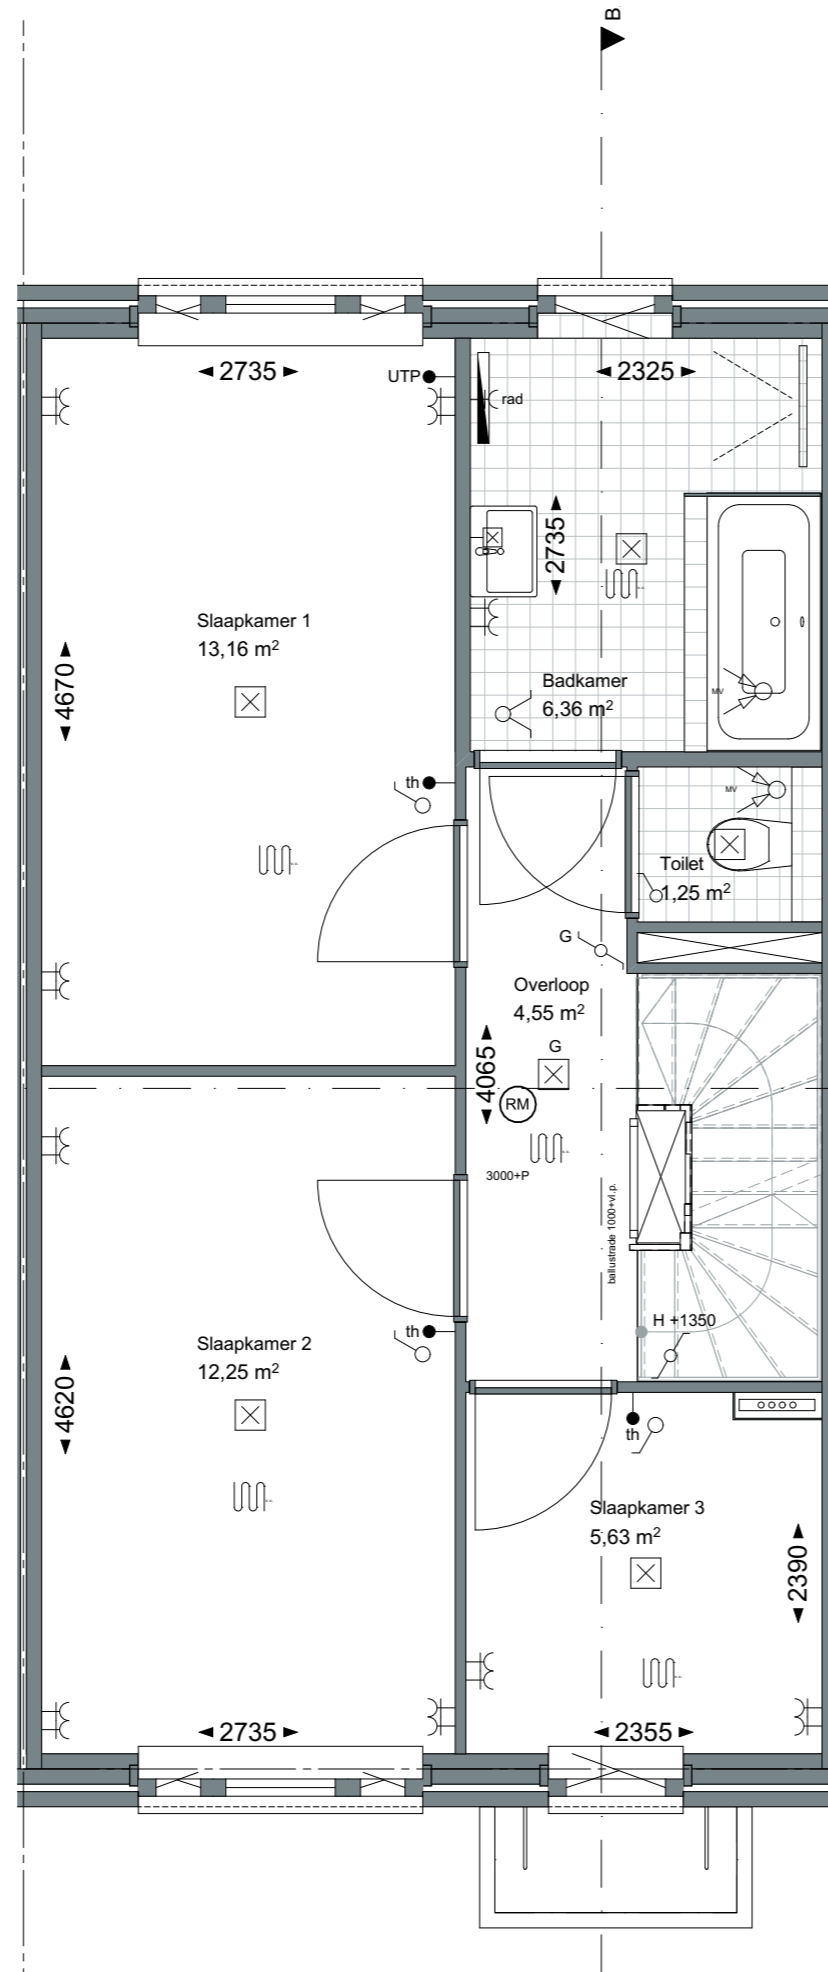 B
2735
UTP
2325
rad
2735
Slaapkamer 1
13,16 m²
4670
Badkamer
6,36 m²
MV
th
MV
Toilet
1,25 m²
G
Overloop
4,55 m²
G
4065
RM
3000+P
ballustrade 1000+vl.p.
H +1350
th
Slaapkamer 2
12,25 m²
4620
th
Slaapkamer 3
5,63 m²
2390
2735
2355